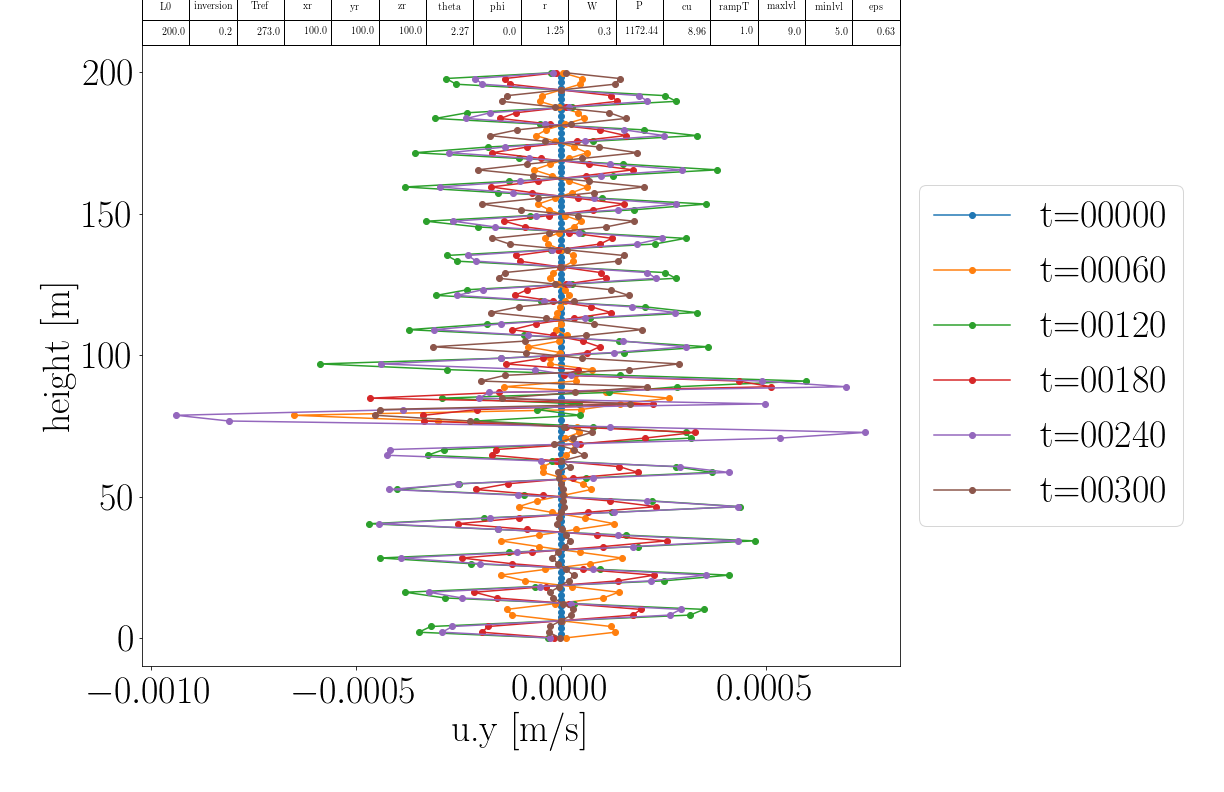 L0 inversion Tref xr yr zr theta phi r W P cu rampT maxlvl minlvl eps
200.0 0.2 273.0 100.0 100.0 100.0 2.27 0.0 1.25 0.3 1172.44 8.96 1.0 9.0 5.0 0.63
200
150
100
50
0
height [m]
−0.0010 −0.0005 0.0000 0.0005
u.y [m/s]
t=00000
t=00060
t=00120
t=00180
t=00240
t=00300